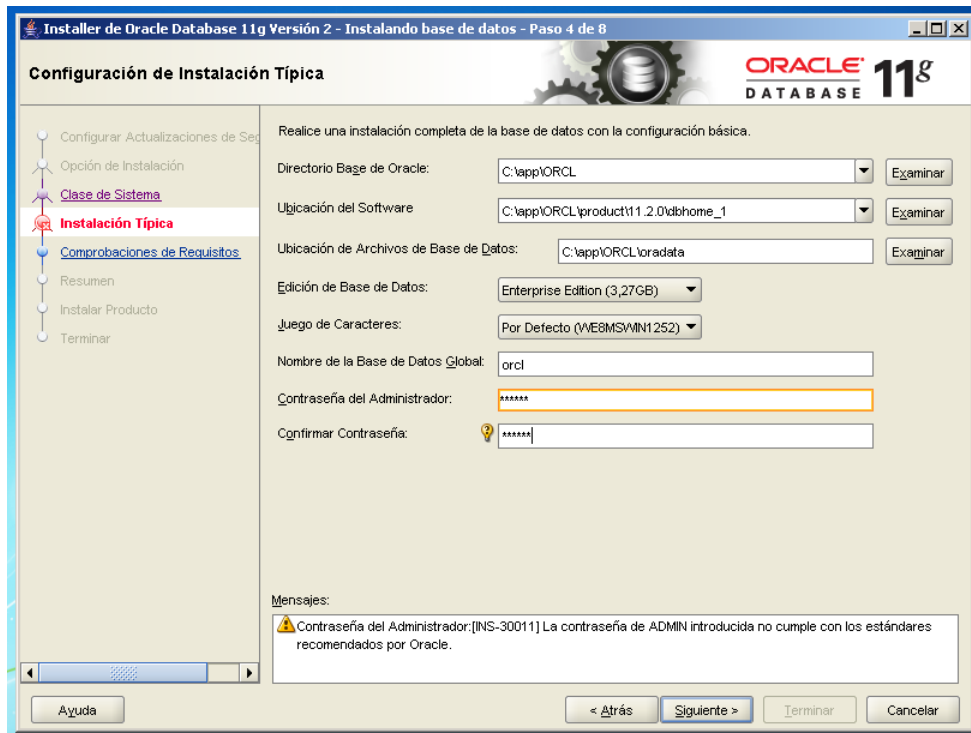 Installer de Oracle Database 11g Versión 2 - Instalando base de datos - Paso 4 de 8
Configuración de Instalación Típica
ORACLE
DATABASE
11g
Configurar Actualizaciones de Seg
Opción de Instalación
Clase de Sistema
Instalación Típica
Comprobaciones de Requisitos
Resumen
Instalar Producto
Terminar
Realice una instalación completa de la base de datos con la configuración básica.
Directorio Base de Oracle: C:\app\ORCL Examinar
Ubicación del Software C:\app\ORCL\product\11.2.0\dbhome_1 Examinar
Ubicación de Archivos de Base de Datos: C:\app\ORCL\oradata Examinar
Edición de Base de Datos: Enterprise Edition (3,27GB)
Juego de Caracteres: Por Defecto (WE8MSWIN1252)
Nombre de la Base de Datos Global: orcl
Contraseña del Administrador: ******
Confirmar Contraseña: ******
Mensajes:
Contraseña del Administrador:[INS-30011] La contraseña de ADMIN introducida no cumple con los estándares
recomendados por Oracle.
Ayuda < Atrás Siguiente > Terminar Cancelar